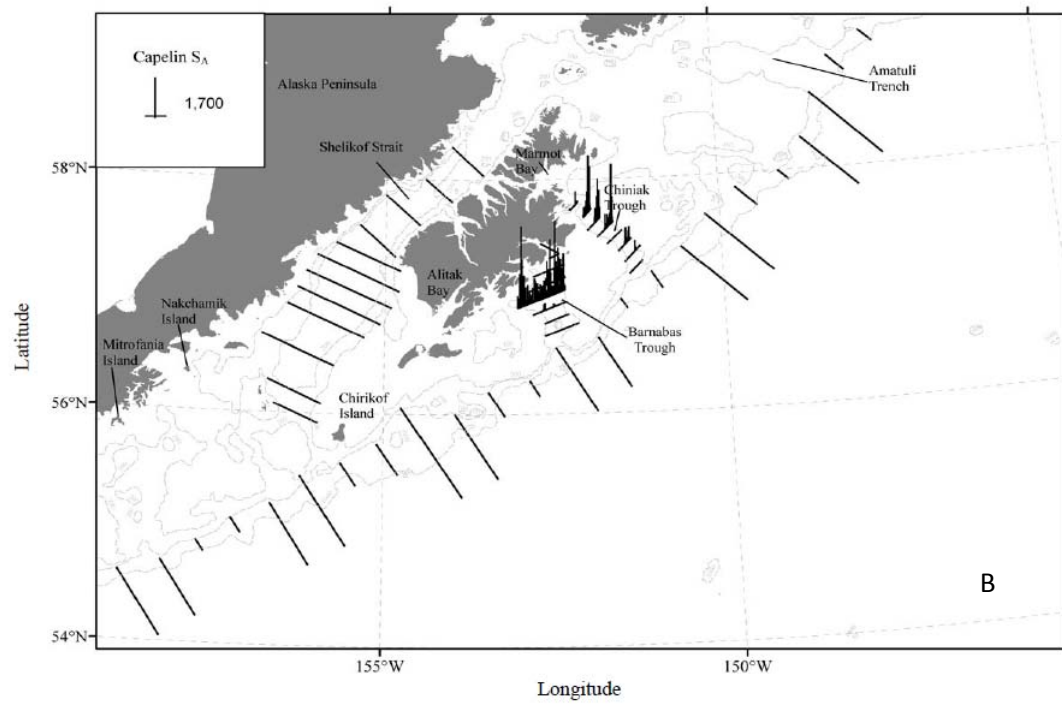 Capelin S_A
1,700
Alaska Peninsula
Amatuli
Trench
58°N
Shelikof Strait
Marmot
Bay
Chiniak
Trough
Alitak
Bay
Nakchamik
Island
Mitrofania
Island
Barnabas
Trough
Latitude
56°N
Chirikof
Island
B
54°N
155°W
150°W
Longitude